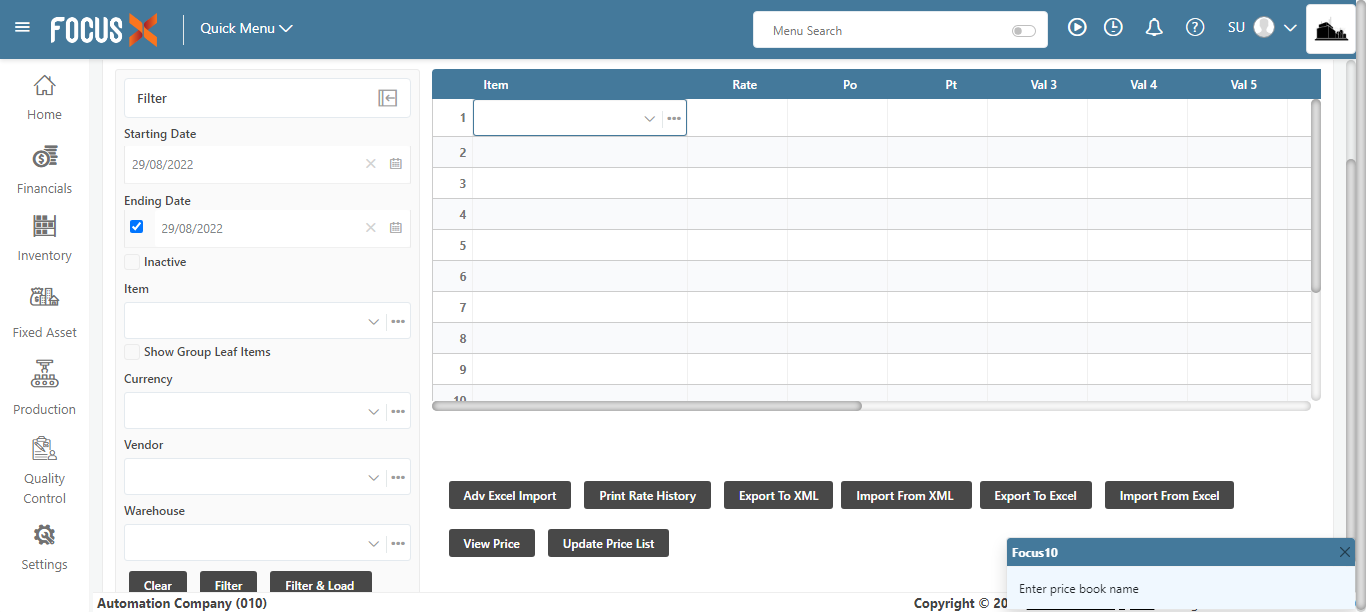 FOCUS X
Quick Menu
Menu Search
SU
Home
Financials
Inventory
Fixed Asset
Production
Quality
Control
Settings
Filter
Starting Date
29/08/2022
Ending Date
29/08/2022
Inactive
Item
Show Group Leaf Items
Currency
Vendor
Warehouse
Clear Filter Filter & Load
Item Rate Po Pt Val 3 Val 4 Val 5
1
2
3
4
5
6
7
8
9
10
Adv Excel Import Print Rate History Export To XML Import From XML Export To Excel Import From Excel
View Price Update Price List
Focus10
Enter price book name
Automation Company (010)
Copyright © 20